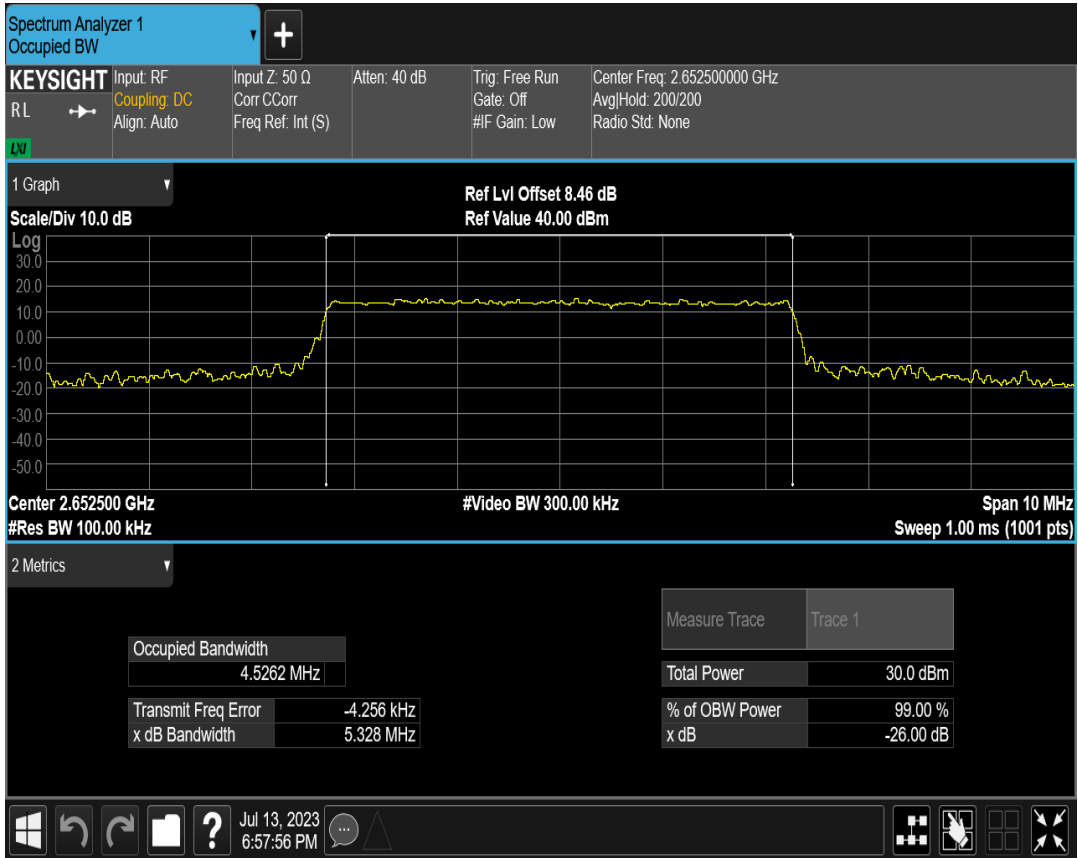 Spectrum Analyzer 1
Occupied BW
+
KEYSIGHT
R L
LXI
Input: RF
Coupling: DC
Align: Auto
Input Z: 50 Ω
Corr CCorr
Freq Ref: Int (S)
Atten: 40 dB
Trig: Free Run
Gate: Off
#IF Gain: Low
Center Freq: 2.652500000 GHz
Avg|Hold: 200/200
Radio Std: None
1 Graph
Scale/Div 10.0 dB
Ref Lvl Offset 8.46 dB
Ref Value 40.00 dBm
Log
30.0
20.0
10.0
0.00
-10.0
-20.0
-30.0
-40.0
-50.0
Center 2.652500 GHz
#Video BW 300.00 kHz
Span 10 MHz
#Res BW 100.00 kHz
Sweep 1.00 ms (1001 pts)
2 Metrics
Measure Trace Trace 1
Occupied Bandwidth
4.5262 MHz
Total Power 30.0 dBm
Transmit Freq Error -4.256 kHz
% of OBW Power 99.00 %
x dB Bandwidth 5.328 MHz
x dB -26.00 dB
?
Jul 13, 2023
6:57:56 PM